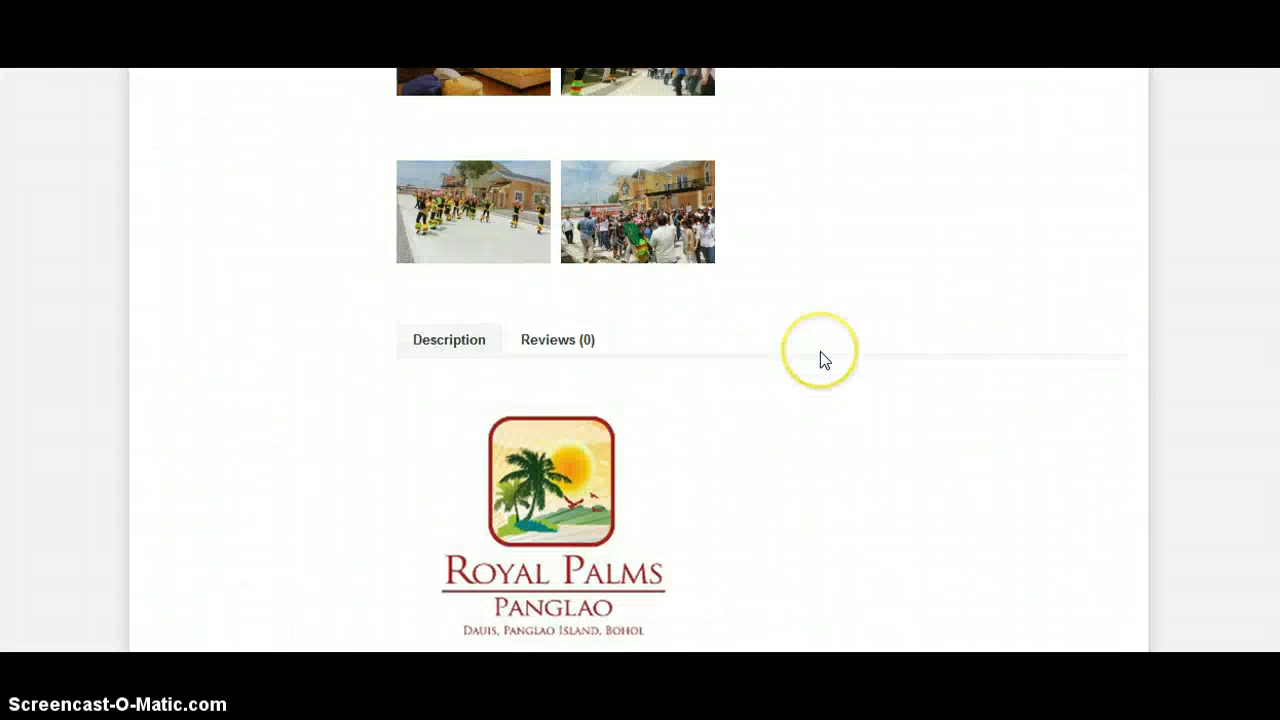 Description
Reviews (0)
ROYAL PALMS
PANGLAO
DAUIS, PANGLAO ISLAND, BOHOL
Screencast-O-Matic.com